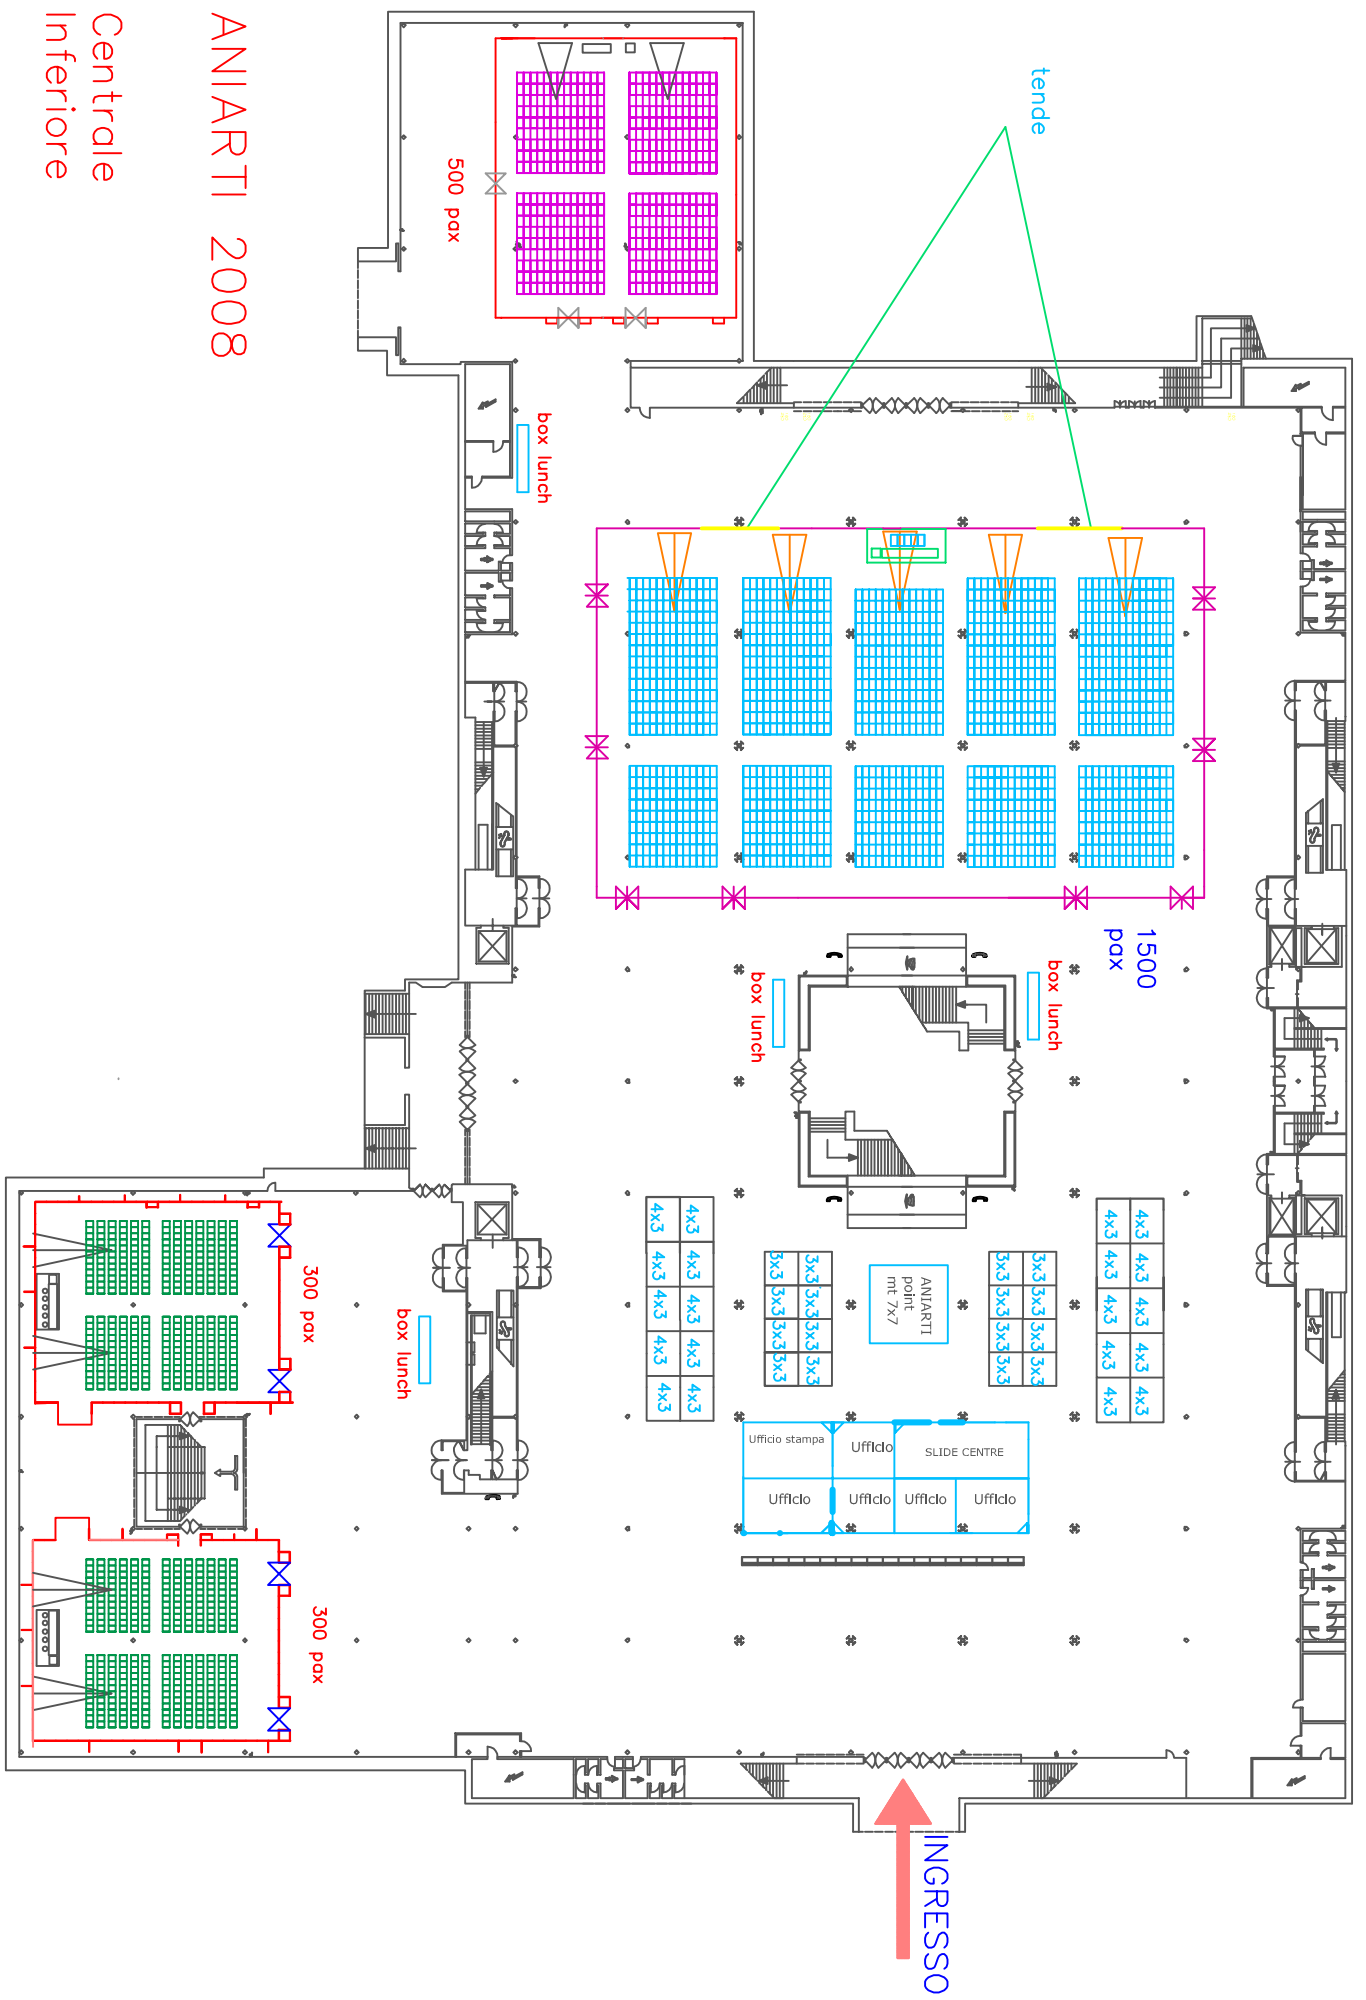 ANIARTI 2008
Centrale
Inferiore
tende
500 pax
box lunch
1500
pax
box lunch
box lunch
4x3
4x3
4x3
4x3
4x3
4x3
4x3
4x3
4x3
4x3
3x3
3x3
3x3
3x3
3x3
3x3
3x3
3x3
ANIARTI
point
mt 7x7
3x3
3x3
3x3
3x3
3x3
3x3
3x3
3x3
4x3
4x3
4x3
4x3
4x3
4x3
4x3
4x3
4x3
4x3
300 pax
box lunch
Ufficio stampa
Ufficio
SLIDE CENTRE
Ufficio
Ufficio
Ufficio
Ufficio
300 pax
INGRESSO